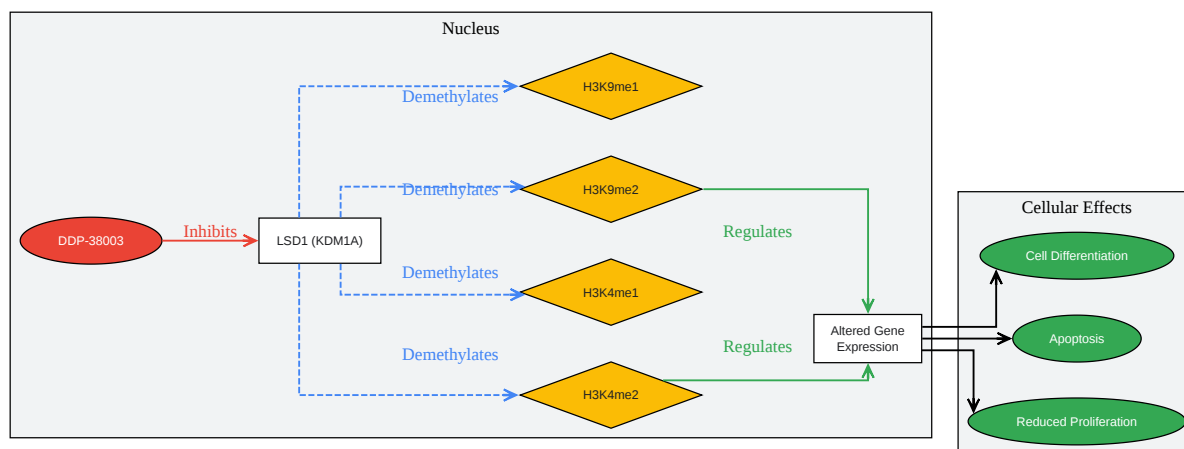 Nucleus
H3K9me1
Demethylates
Demethylates
H3K9me2
Cellular Effects
DDP-38003
Inhibits
LSD1 (KDM1A)
Regulates
Cell Differentiation
Demethylates
H3K4me1
Altered Gene
Expression
Apoptosis
Demethylates
Regulates
H3K4me2
Reduced Proliferation